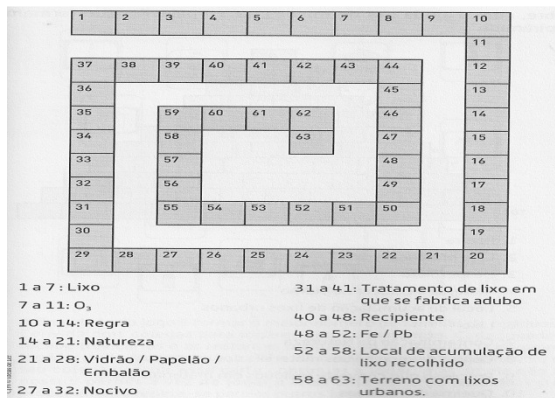 1 2 3 4 5 6 7 8 9 10
11
37 38 39 40 41 42 43 44 12
36 45 13
35 59 60 61 62 46 14
34 58 63 47 15
33 57 48 16
32 56 49 17
31 55 54 53 52 51 50 18
30 19
29 28 27 26 25 24 23 22 21 20
1 a 7 : Lixo
7 a 11: O₃
10 a 14: Regra
14 a 21: Natureza
21 a 28: Vidrão / Papelão /
Embalão
27 a 32: Nocivo
31 a 41: Tratamento de lixo em
que se fabrica adubo
40 a 48: Recipiente
48 a 52: Fe / Pb
52 a 58: Local de acumulação de
lixo recolhido
58 a 63: Terreno com lixos
urbanos.